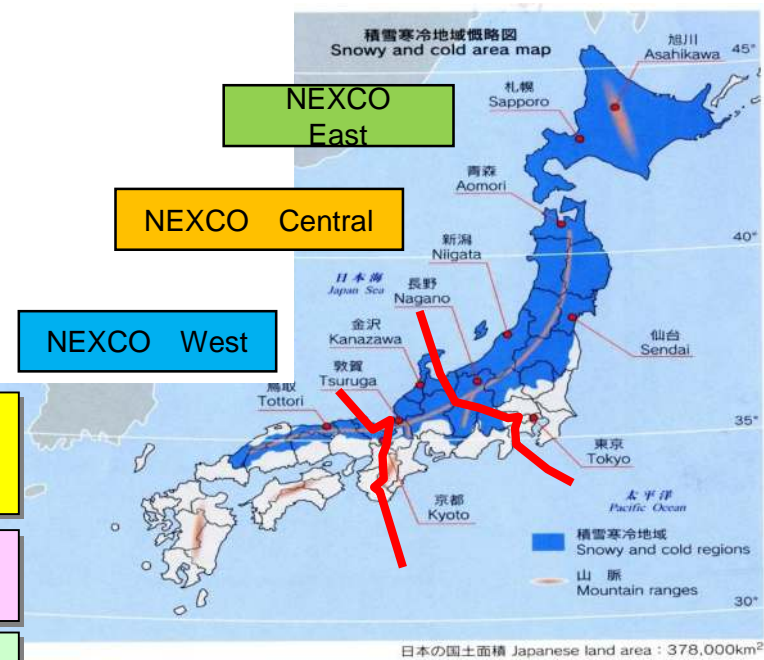 積雪寒冷地域慨略図
Snowy and cold area map
旭川
Asahikawa
45°
札幌
Sapporo
NEXCO
East
青森
Aomori
NEXCO Central
40°
新潟
Niigata
日本海
Japan Sea
長野
Nagano
金沢
Kanazawa
仙台
Sendai
NEXCO West
敦賀
Tsuruga
鳥取
Tottori
35°
東京
Tokyo
京都
Kyoto
太平洋
Pacific Ocean
積雪寒冷地域
Snowy and cold regions
山脈
Mountain ranges
30°
日本の国土面積 Japanese land area : 378,000km²